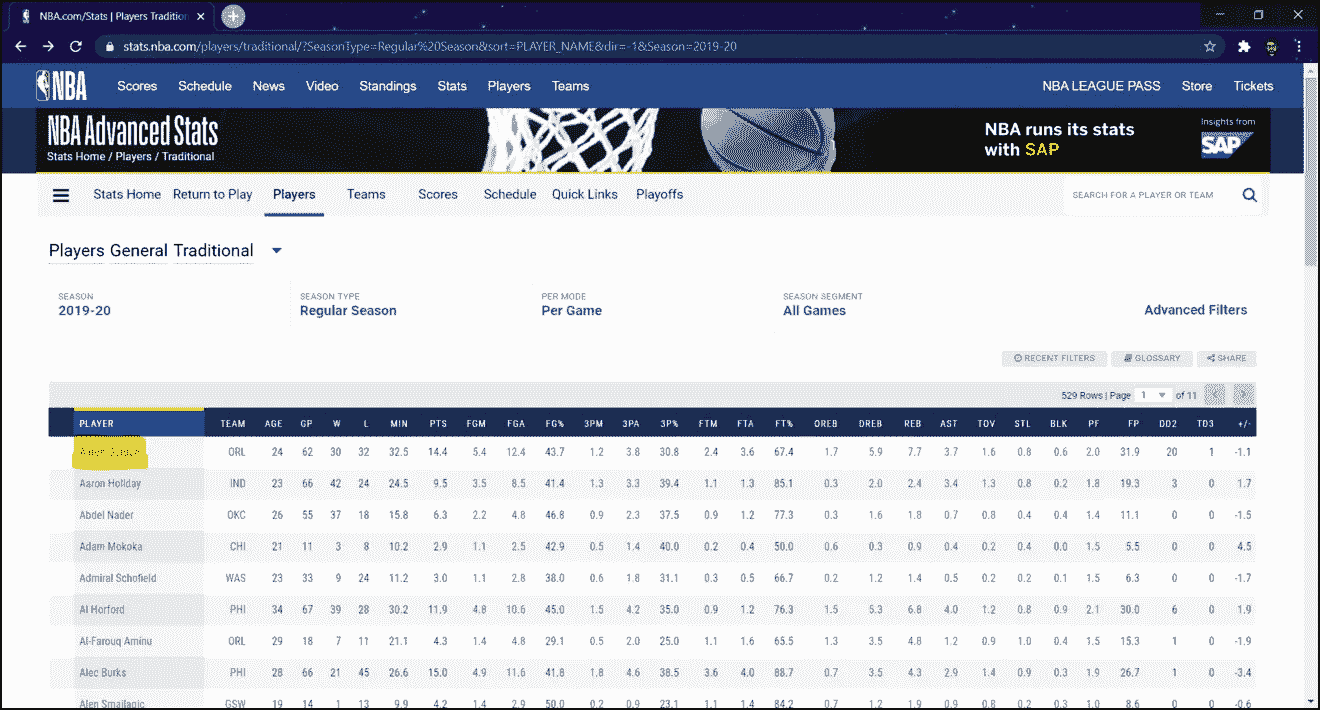 NBA.com/Stats | Players Tradition
stats.nba.com/players/traditional/?SeasonType=Regular%20Season&sort=PLAYER_NAME&dir=-1&Season=2019-20
NBA Scores Schedule News Video Standings Stats Players Teams NBA LEAGUE PASS Store Tickets
NBA Advanced Stats
Stats Home / Players / Traditional
NBA runs its stats
with SAP
Insights from
SAP
Stats Home Return to Play Players Teams Scores Schedule Quick Links Playoffs SEARCH FOR A PLAYER OR TEAM
Players General Traditional
SEASON SEASON TYPE PER MODE SEASON SEGMENT
2019-20 Regular Season Per Game All Games Advanced Filters
RECENT FILTERS GLOSSARY SHARE
529 Rows | Page 1 of 11
PLAYER TEAM AGE GP W L MIN PTS FGM FGA FG% 3PM 3PA 3P% FTM FTA FT% OREB DREB REB AST TOV STL BLK PF FP DD2 TD3 +/-
ORL 24 62 30 32 32.5 14.4 5.4 12.4 43.7 1.2 3.8 30.8 2.4 3.6 67.4 1.7 5.9 7.7 3.7 1.6 0.8 0.6 2.0 31.9 20 1 -1.1
Aaron Holiday IND 23 66 42 24 24.5 9.5 3.5 8.5 41.4 1.3 3.3 39.4 1.1 1.3 85.1 0.3 2.0 2.4 3.4 1.3 0.8 0.2 1.8 19.3 3 0 1.7
Abdel Nader OKC 26 55 37 18 15.8 6.3 2.2 4.8 46.8 0.9 2.3 37.5 0.9 1.2 77.3 0.3 1.6 1.8 0.7 0.8 0.4 0.4 1.4 11.1 0 0 -1.5
Adam Mokoka CHI 21 11 3 8 10.2 2.9 1.1 2.5 42.9 0.5 1.4 40.0 0.2 0.4 50.0 0.6 0.3 0.9 0.4 0.2 0.4 0.0 1.5 5.5 0 0 4.5
Admiral Schofield WAS 23 33 9 24 11.2 3.0 1.1 2.8 38.0 0.6 1.8 31.1 0.3 0.5 66.7 0.2 1.2 1.4 0.5 0.2 0.2 0.1 1.5 6.3 0 0 -1.7
Al Horford PHI 34 67 39 28 30.2 11.9 4.8 10.6 45.0 1.5 4.2 35.0 0.9 1.2 76.3 1.5 5.3 6.8 4.0 1.2 0.8 0.9 2.1 30.0 6 0 1.9
Al-Farouq Aminu ORL 29 18 7 11 21.1 4.3 1.4 4.8 29.1 0.5 2.0 25.0 1.1 1.6 65.5 1.3 3.5 4.8 1.2 0.9 1.0 0.4 1.5 15.3 1 0 -1.9
Alec Burks PHI 28 66 21 45 26.6 15.0 4.9 11.6 41.8 1.8 4.6 38.5 3.6 4.0 88.7 0.7 3.5 4.3 2.9 1.4 0.9 0.3 1.9 26.7 1 0 -3.4
Alen Smailagic GSW 19 14 1 13 9.9 4.2 1.4 2.9 50.0 0.2 0.9 23.1 1.1 1.4 84.2 0.7 1.2 1.9 0.9 0.8 0.2 0.3 1.0 8.6 0 0 -0.6